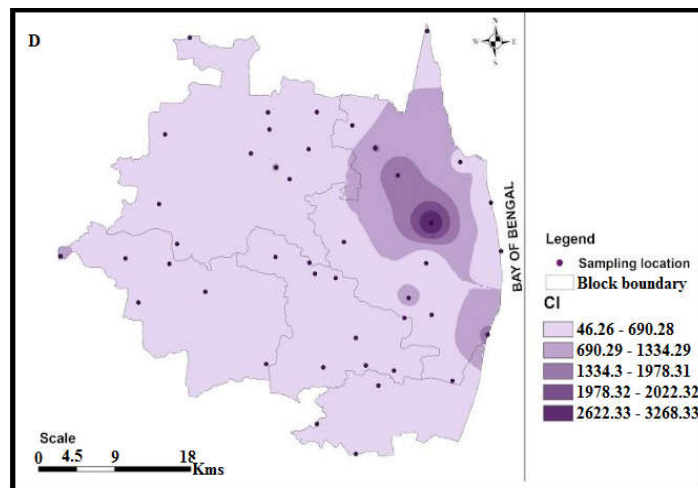 D
N
W E
S
BAY OF BENGAL
Legend
Sampling location
Block boundary
Cl
46.26 - 690.28
690.29 - 1334.29
1334.3 - 1978.31
1978.32 - 2022.32
2622.33 - 3268.33
Scale
0 4.5 9 18
Kms